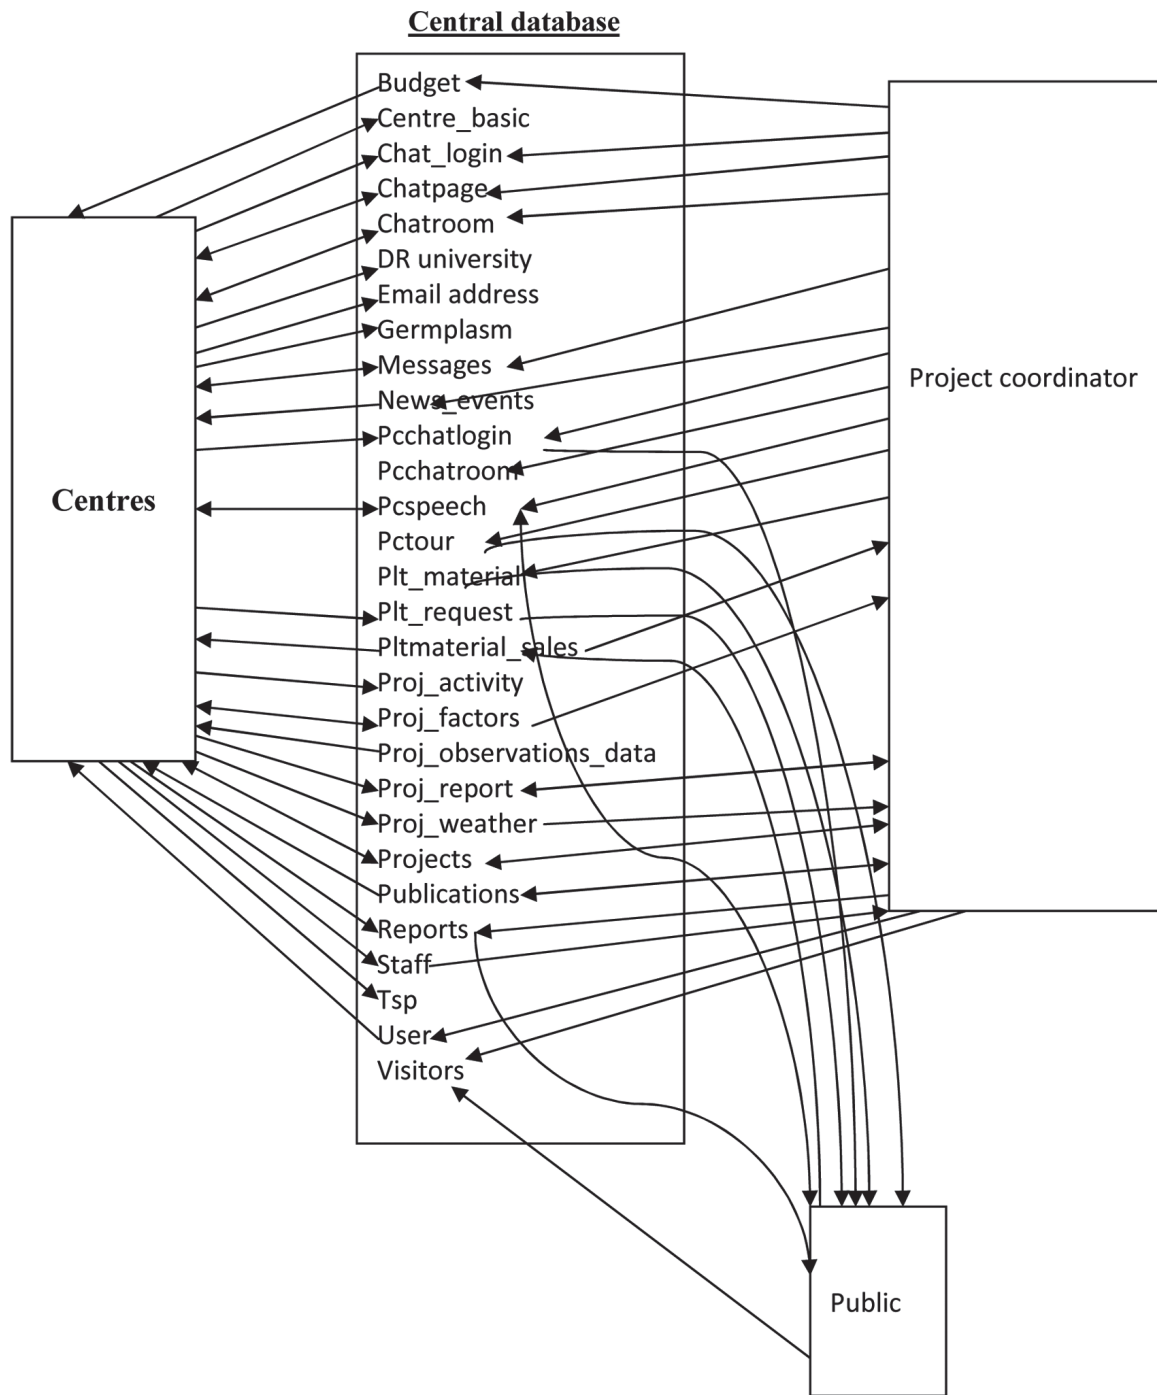 Central database
Budget
Centre_basic
Chat_login
Chatpage
Chatroom
DR university
Email address
Germplasm
Messages
News_events
Pcchatlogin
Pcchatroom
Pcspeech
Pctour
Plt_material
Plt_request
Pltmaterial_sales
Proj_activity
Proj_factors
Proj_observations_data
Proj_report
Proj_weather
Projects
Publications
Reports
Staff
Tsp
User
Visitors
Centres
Project coordinator
Public